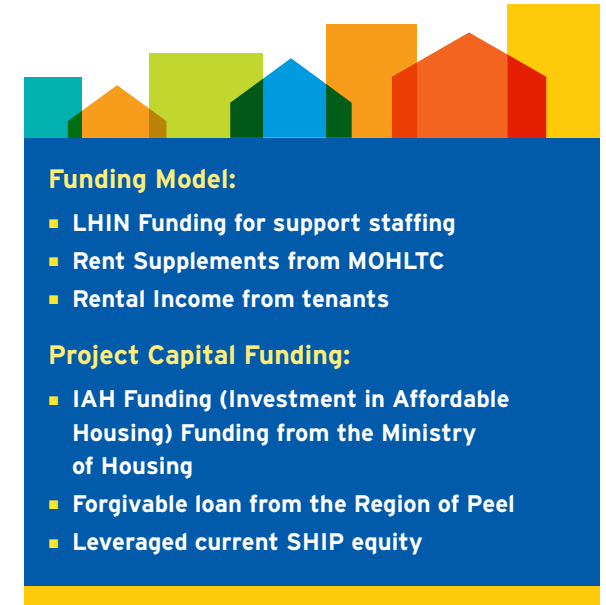 Funding Model:
▪ LHIN Funding for support staffing
▪ Rent Supplements from MOHLTC
▪ Rental Income from tenants
Project Capital Funding:
▪ IAH Funding (Investment in Affordable
Housing) Funding from the Ministry
of Housing
▪ Forgivable loan from the Region of Peel
▪ Leveraged current SHIP equity